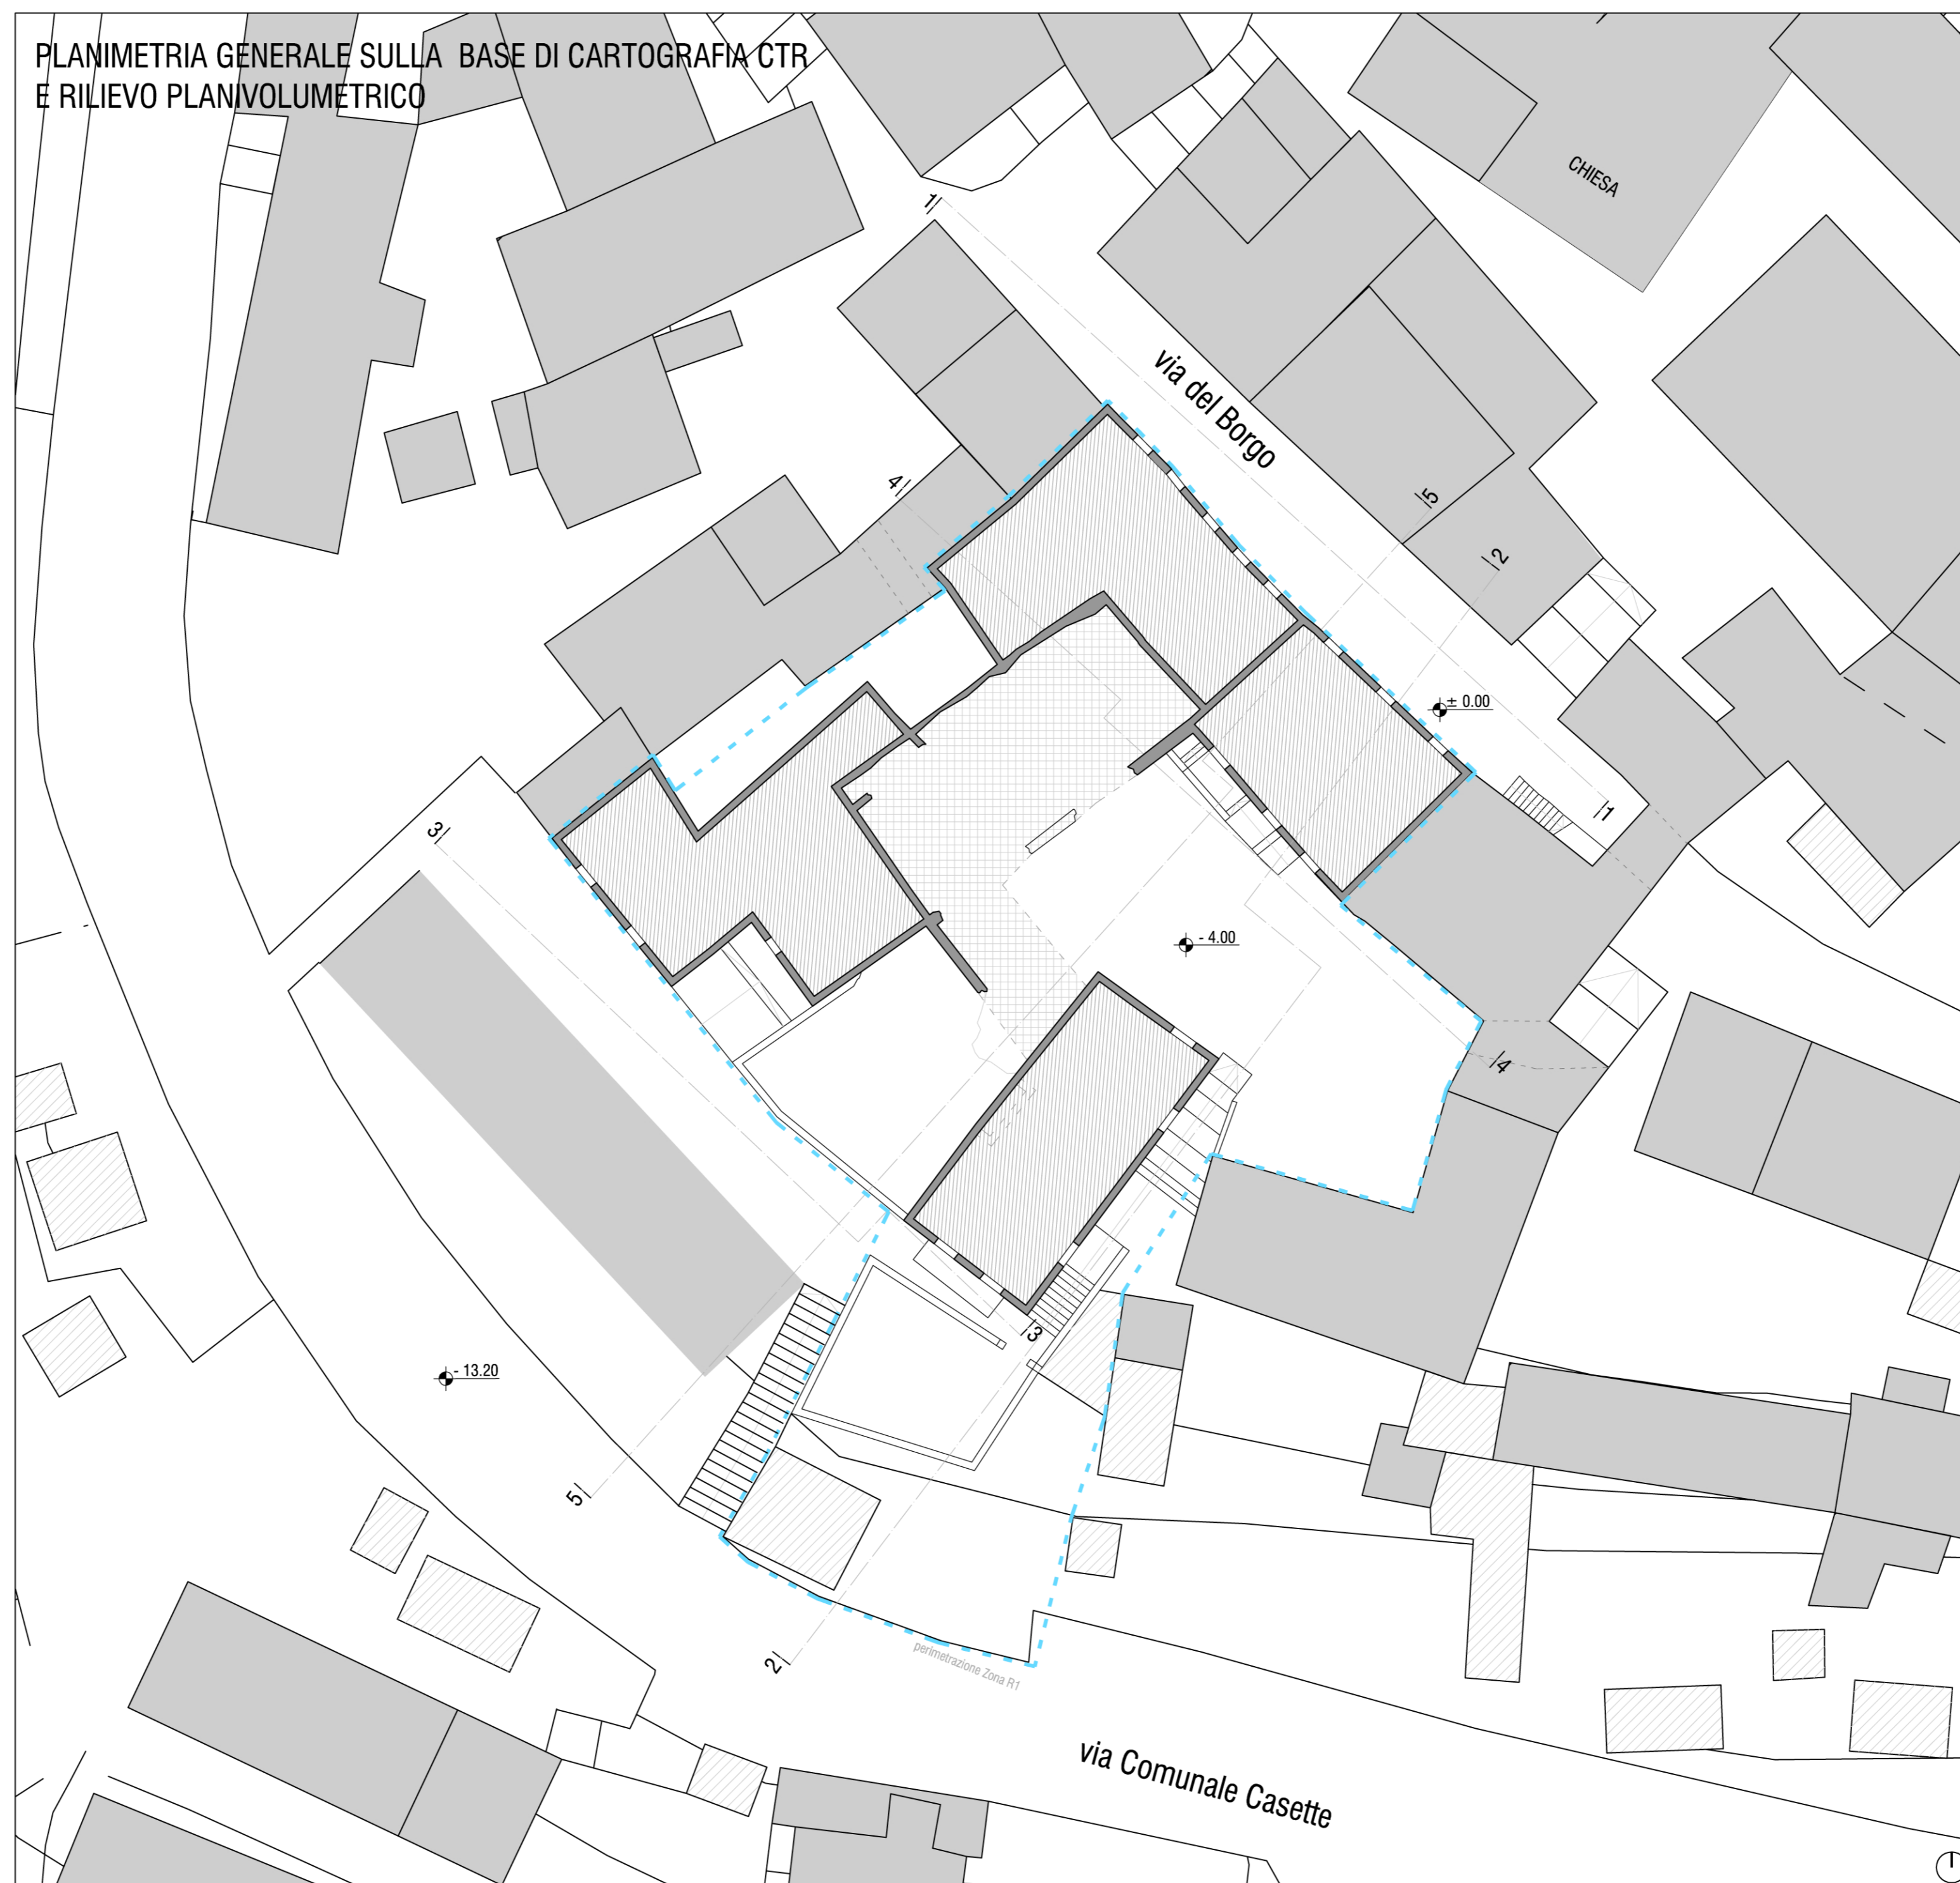 PLANIMETRIA GENERALE SULLA BASE DI CARTOGRAFIA CTR
E RILIEVO PLANIVOLUMETRICO
CHIESA
1
via del Borgo
4
5
2
± 0.00
1
3
- 4.00
4
3
- 13.20
5
2
perimetrazione Zona R1
via Comunale Casette